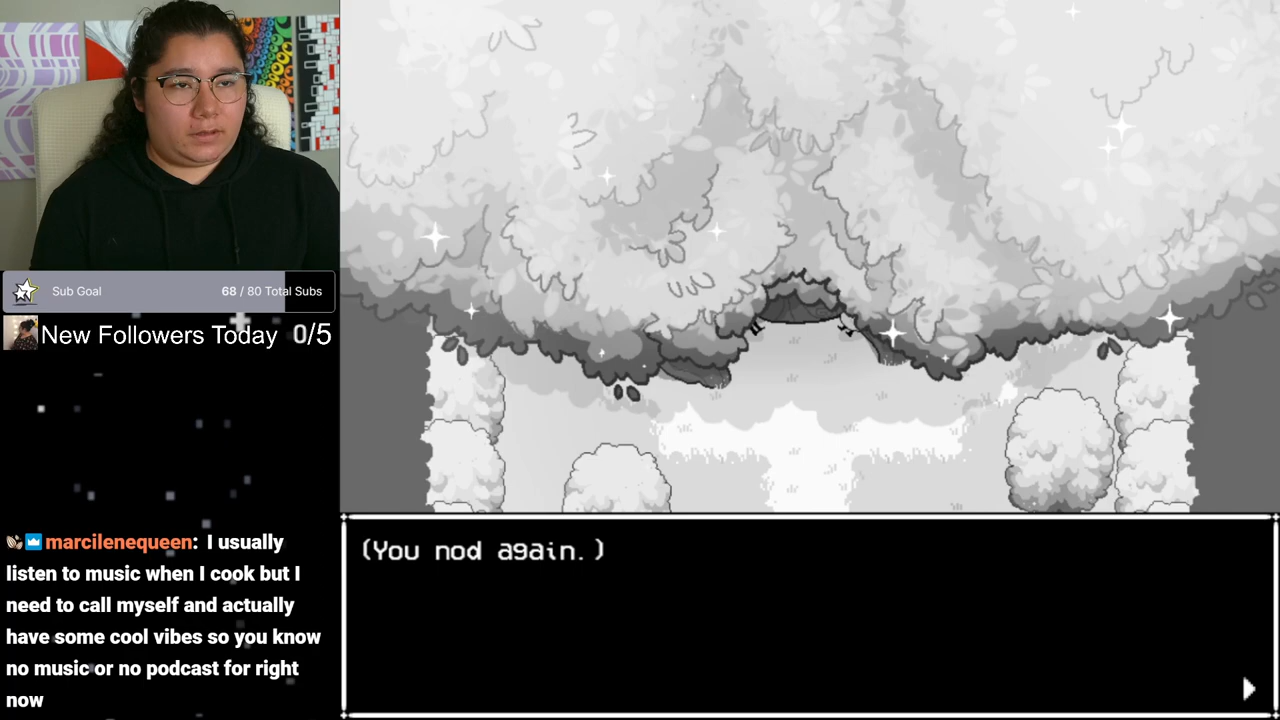 Sub Goal 68 / 80 Total Subs
New Followers Today 0/5
marcilenequeen: I usually
listen to music when I cook but I
need to call myself and actually
have some cool vibes so you know
no music or no podcast for right
now
(You nod again.)